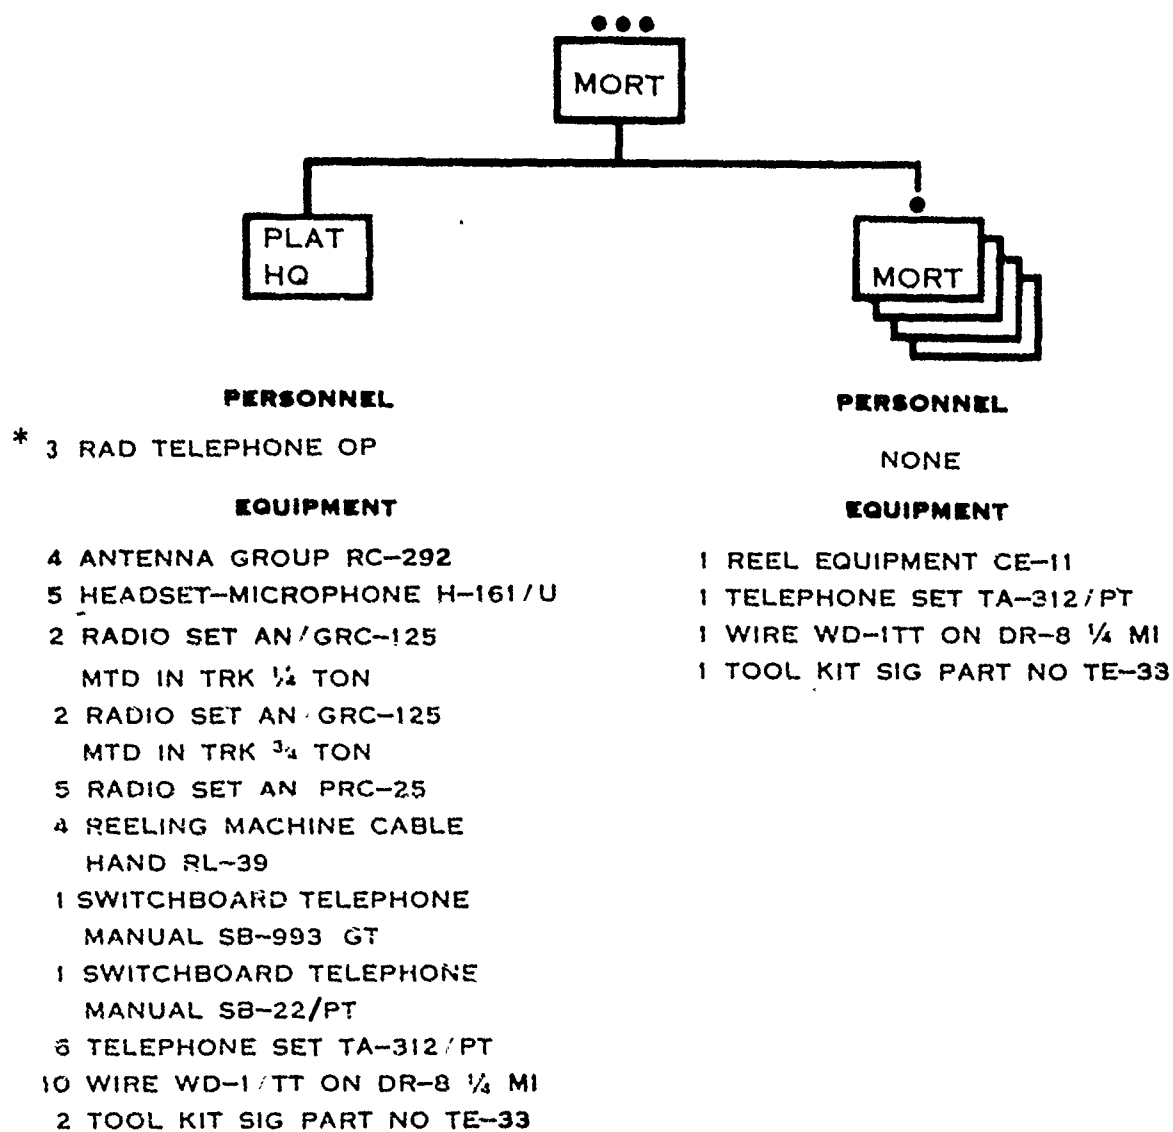 MORT
PLAT
HQ
MORT
PERSONNEL
* 3 RAD TELEPHONE OP
EQUIPMENT
4 ANTENNA GROUP RC-292
5 HEADSET-MICROPHONE H-161/U
2 RADIO SET AN/GRC-125
MTD IN TRK ¼ TON
2 RADIO SET AN GRC-125
MTD IN TRK ¾ TON
5 RADIO SET AN PRC-25
4 REELING MACHINE CABLE
HAND RL-39
1 SWITCHBOARD TELEPHONE
MANUAL SB-993 GT
1 SWITCHBOARD TELEPHONE
MANUAL SB-22/PT
6 TELEPHONE SET TA-312/PT
10 WIRE WD-1/TT ON DR-8 ¼ MI
2 TOOL KIT SIG PART NO TE-33
PERSONNEL
NONE
EQUIPMENT
1 REEL EQUIPMENT CE-11
1 TELEPHONE SET TA-312/PT
1 WIRE WD-1TT ON DR-8 ¼ MI
1 TOOL KIT SIG PART NO TE-33